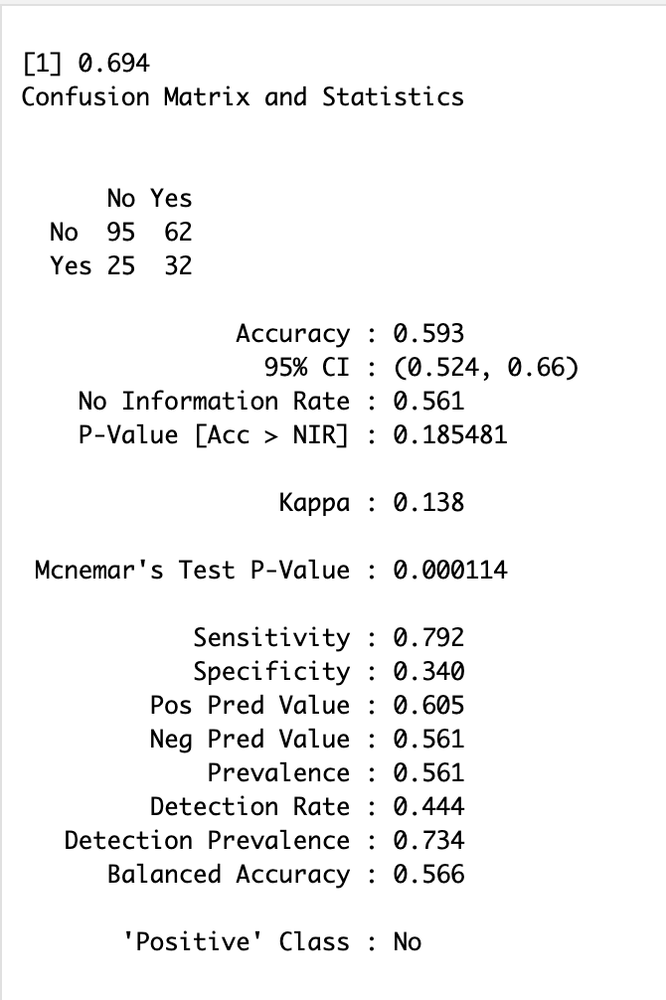 [1] 0.694
Confusion Matrix and Statistics
No Yes
No 95 62
Yes 25 32
Accuracy : 0.593
95% CI : (0.524, 0.66)
No Information Rate : 0.561
P-Value [Acc > NIR] : 0.185481
Kappa : 0.138
Mcnemar's Test P-Value : 0.000114
Sensitivity : 0.792
Specificity : 0.340
Pos Pred Value : 0.605
Neg Pred Value : 0.561
Prevalence : 0.561
Detection Rate : 0.444
Detection Prevalence : 0.734
Balanced Accuracy : 0.566
'Positive' Class : No